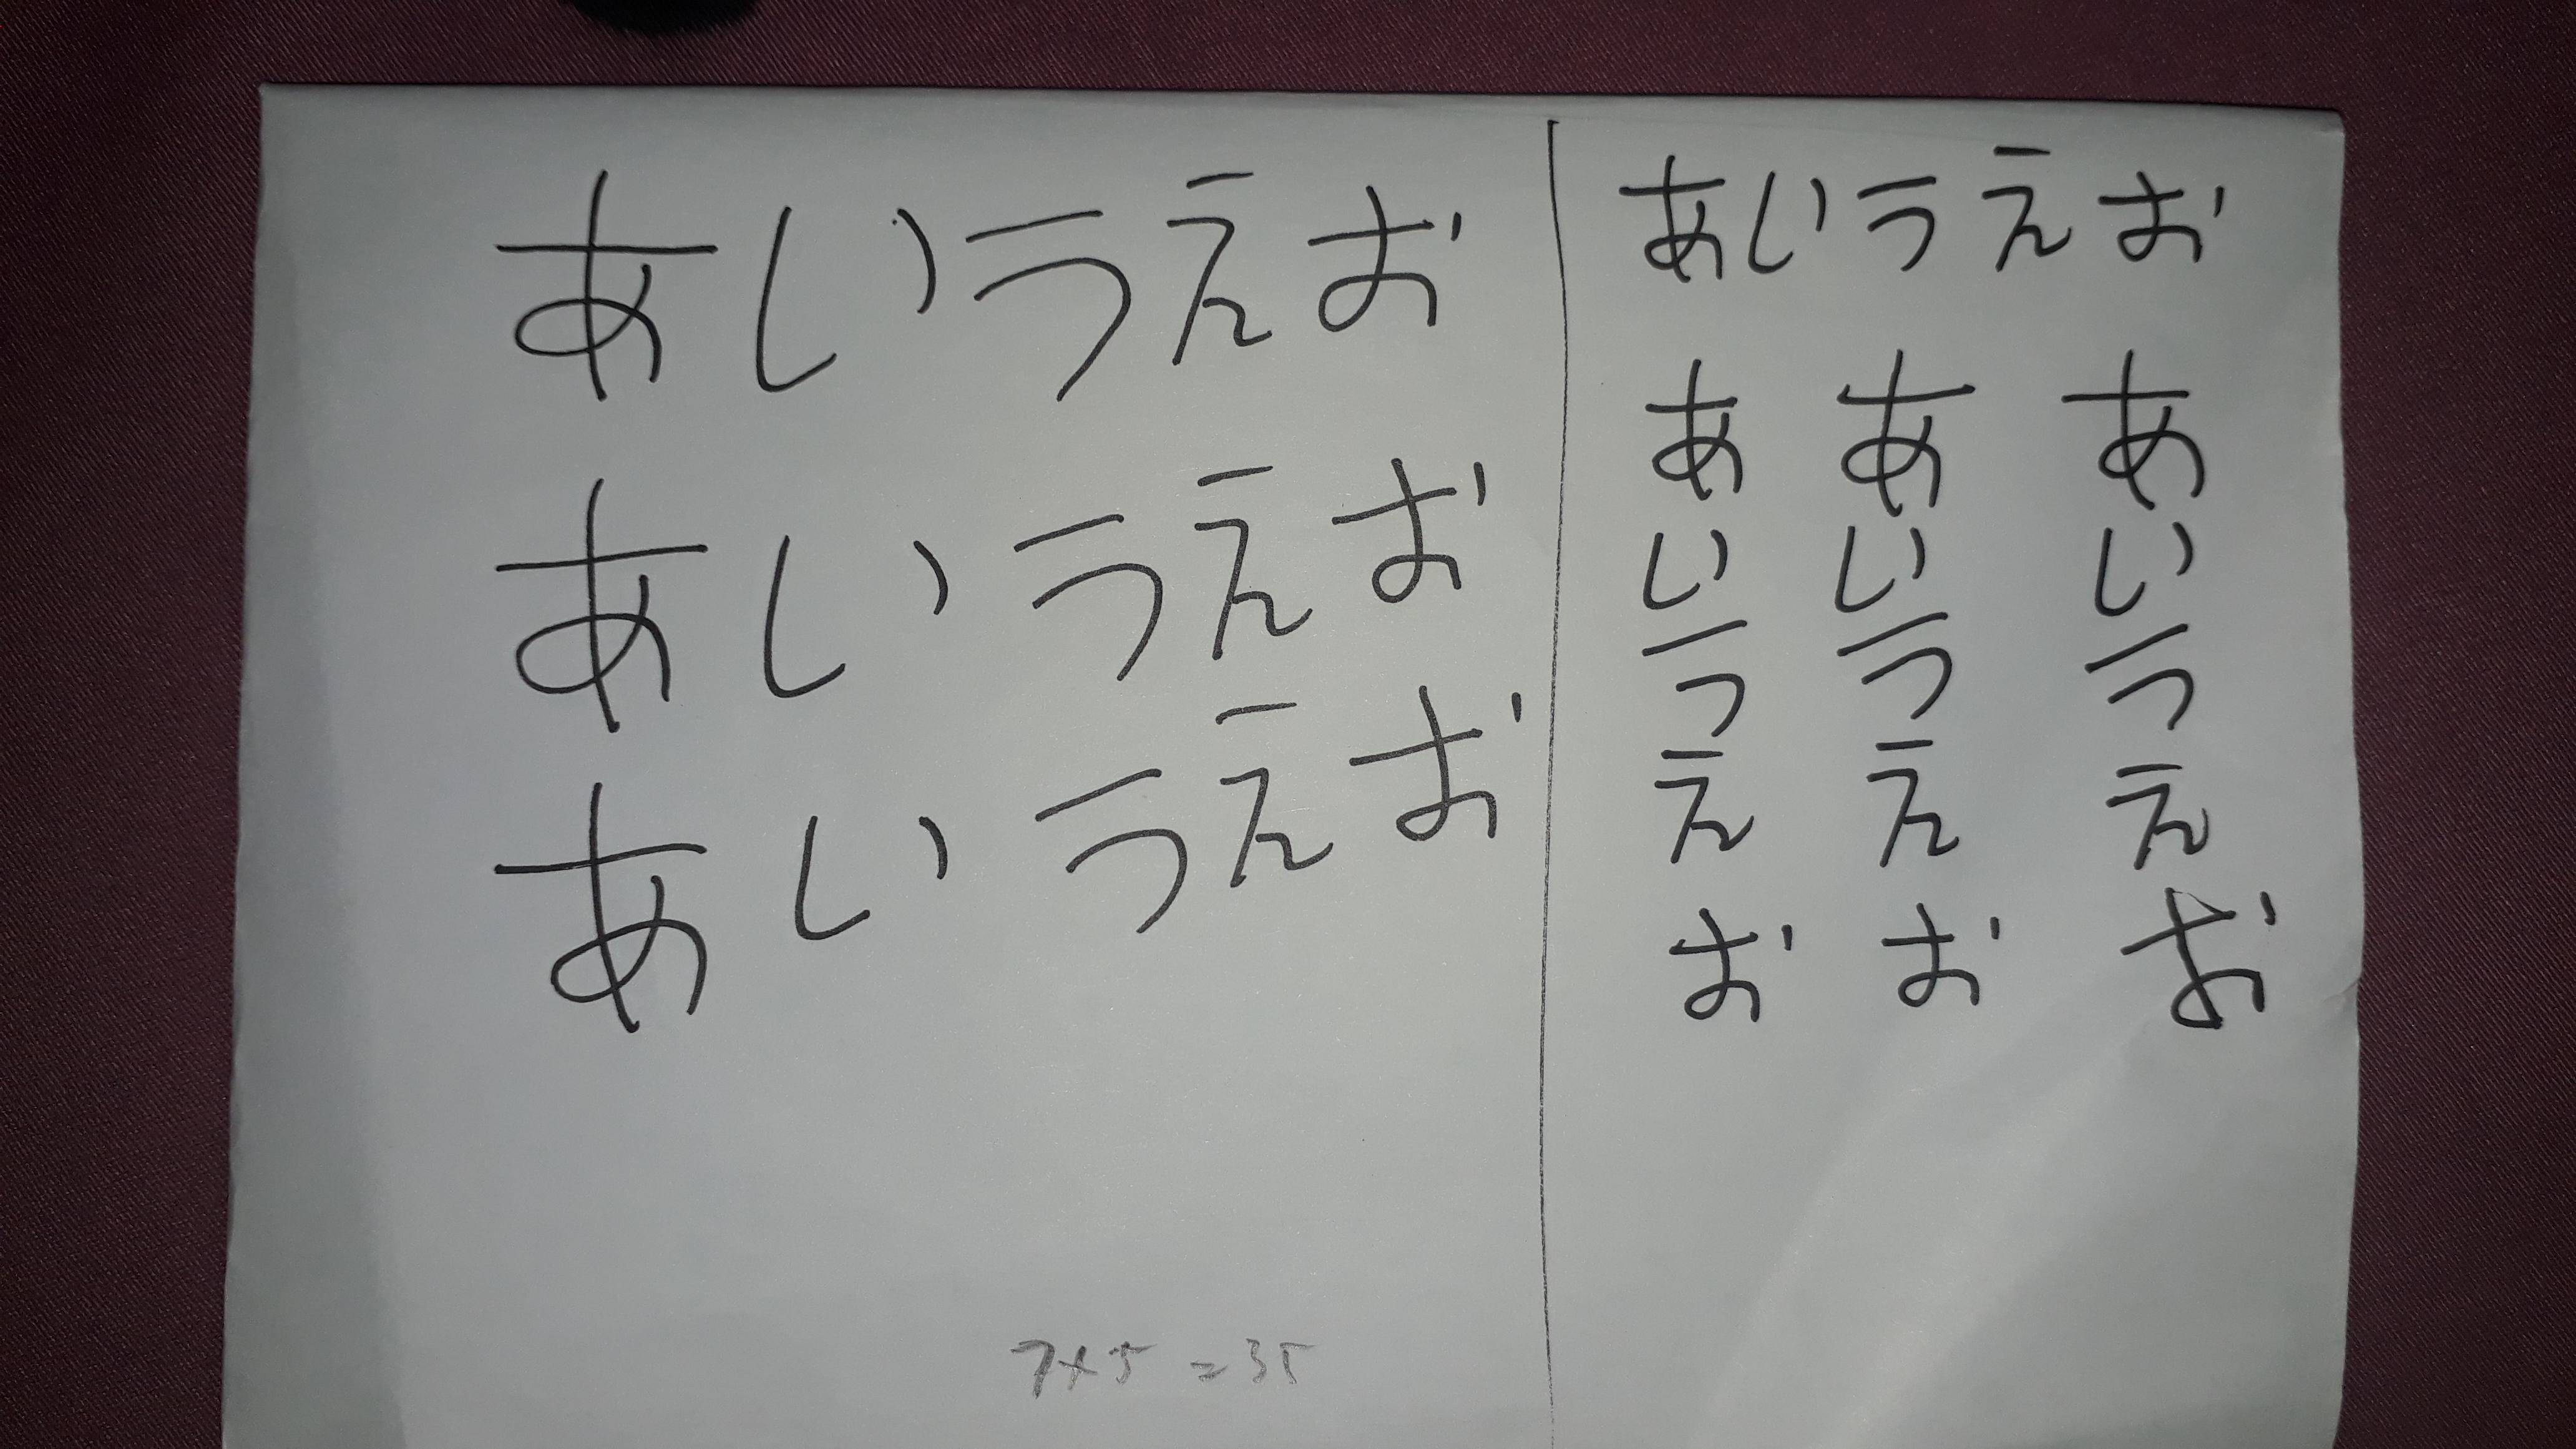 あいうえお
あいうえお
あいうえお
7×5=35
あいうえお
あ あ あ
い い い
う う う
え え え
お お お